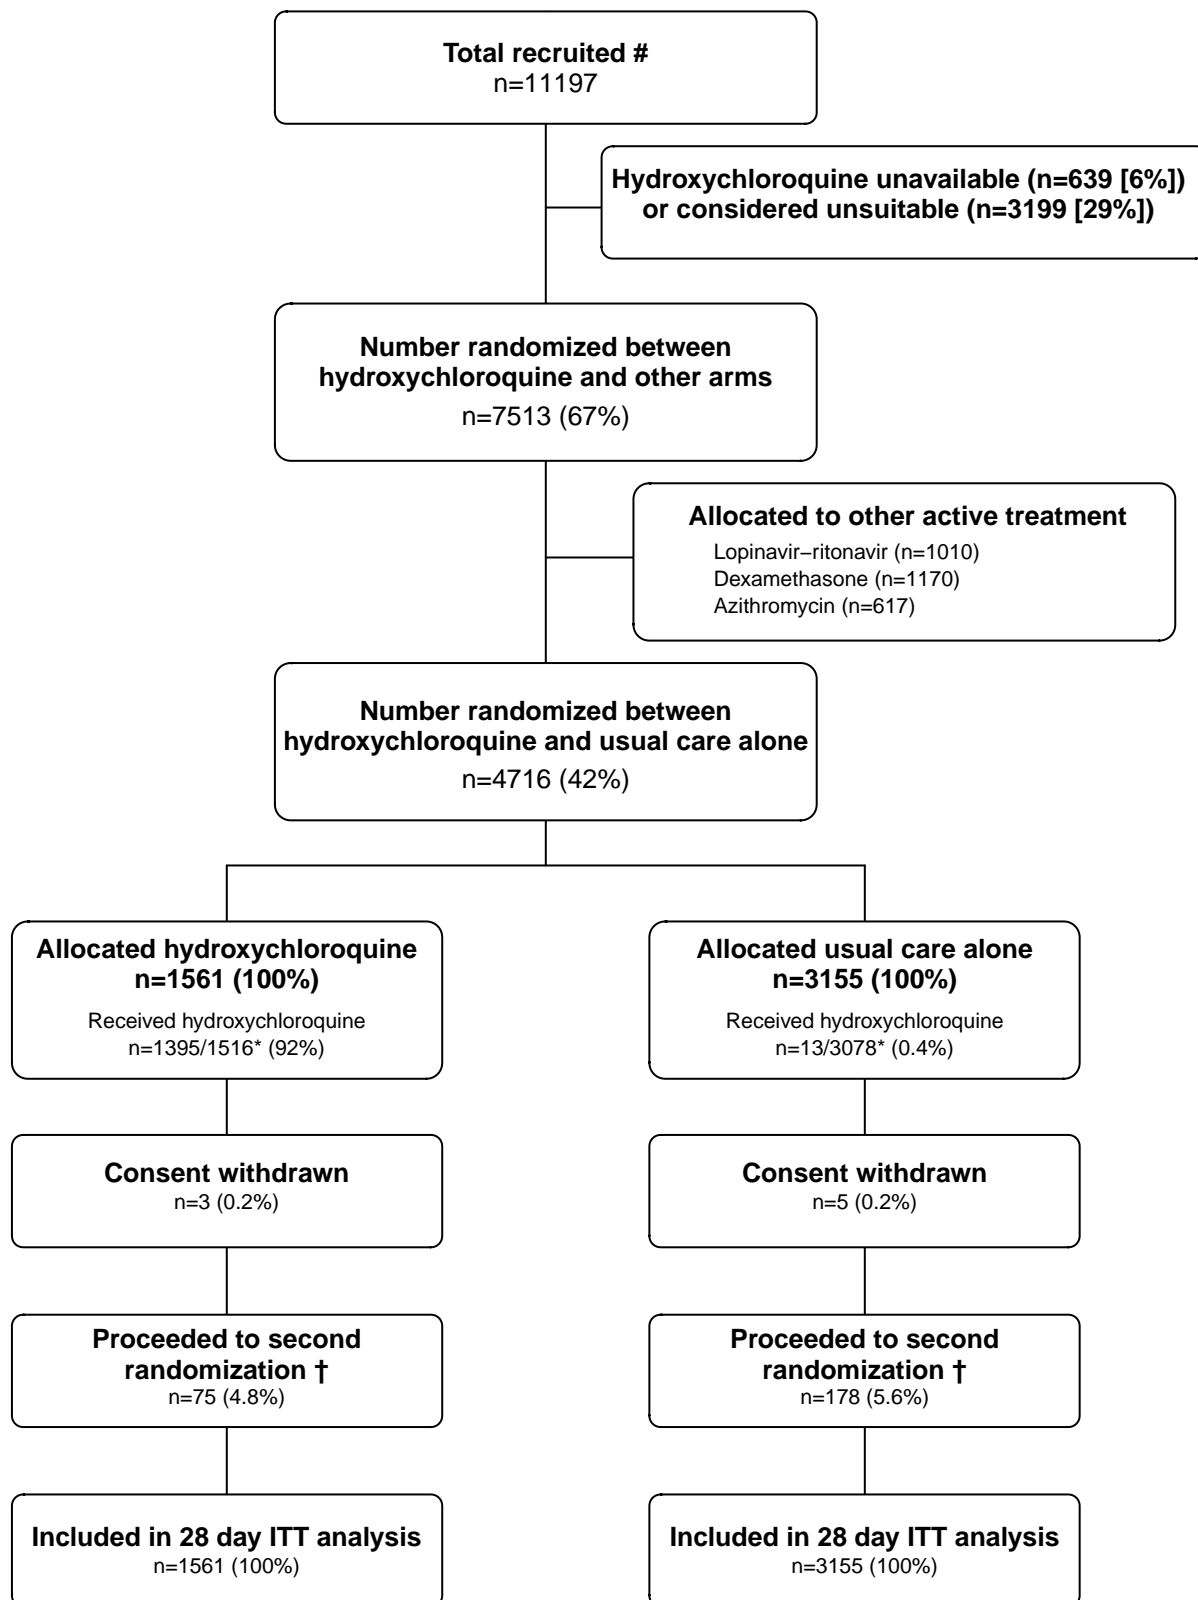 Total recruited #
n=11197
Hydroxychloroquine unavailable (n=639 [6%])
or considered unsuitable (n=3199 [29%])
Number randomized between
hydroxychloroquine and other arms
n=7513 (67%)
Allocated to other active treatment
Lopinavir−ritonavir (n=1010)
Dexamethasone (n=1170)
Azithromycin (n=617)
Number randomized between
hydroxychloroquine and usual care alone
n=4716 (42%)
Allocated hydroxychloroquine
n=1561 (100%)
Received hydroxychloroquine
n=1395/1516* (92%)
Allocated usual care alone
n=3155 (100%)
Received hydroxychloroquine
n=13/3078* (0.4%)
Consent withdrawn
n=3 (0.2%)
Consent withdrawn
n=5 (0.2%)
Proceeded to second
randomization †
n=75 (4.8%)
Proceeded to second
randomization †
n=178 (5.6%)
Included in 28 day ITT analysis
n=1561 (100%)
Included in 28 day ITT analysis
n=3155 (100%)